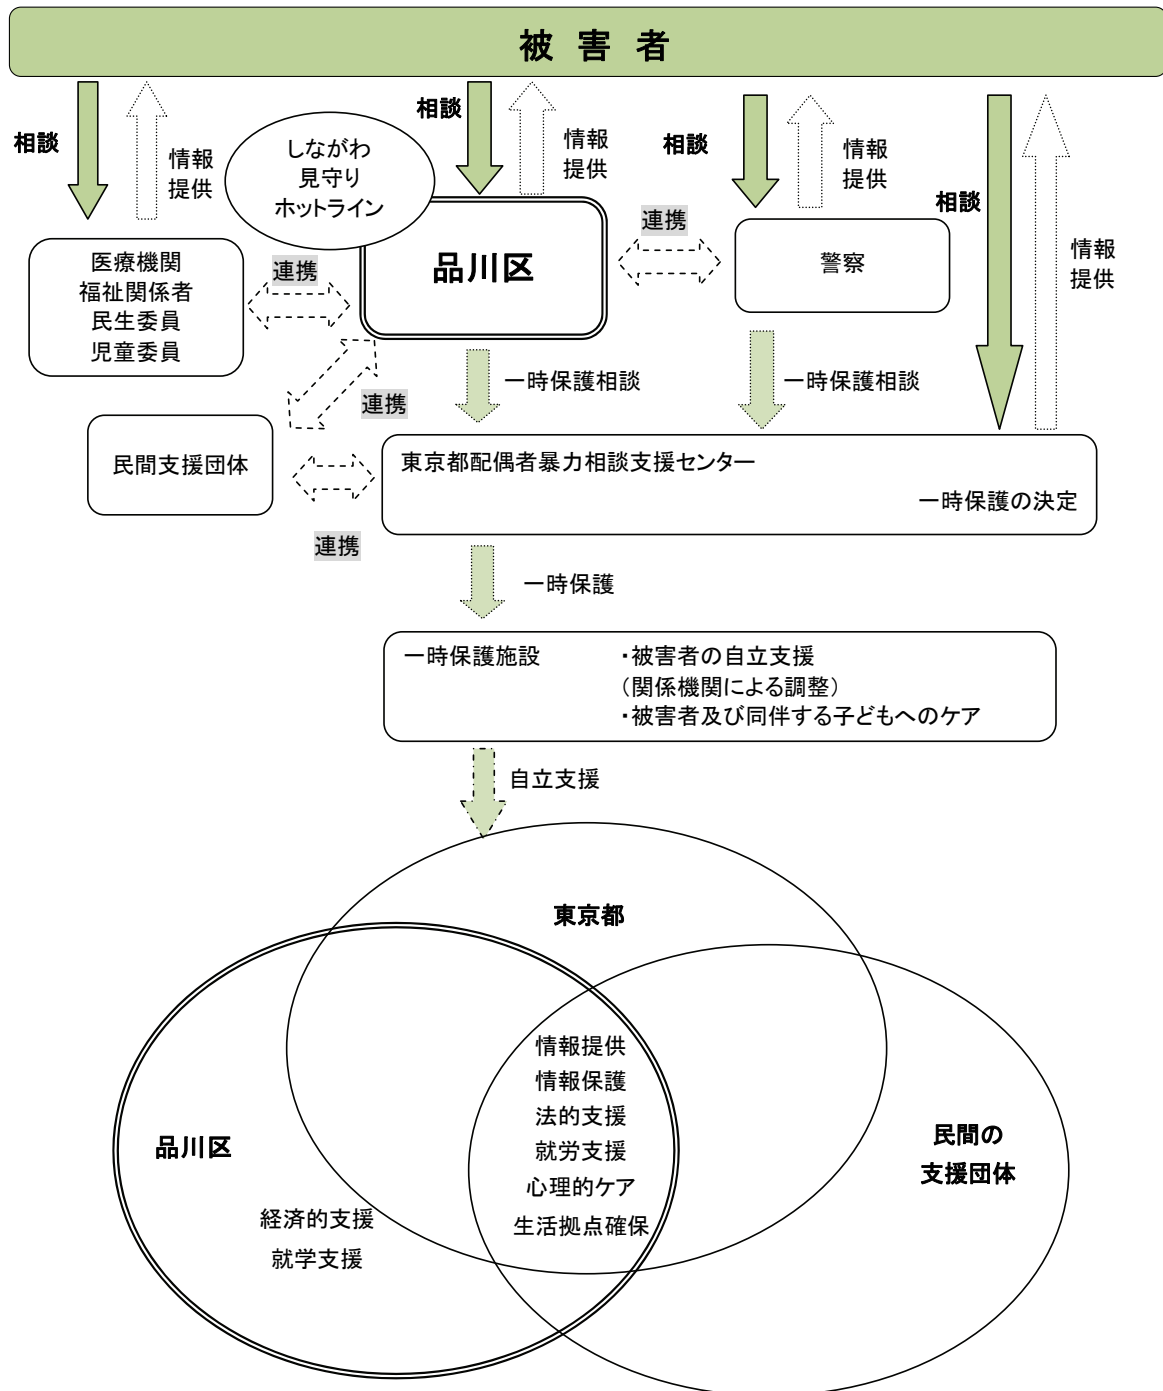 被 害 者
相談
情報
提供
しながわ
見守り
ホットライン
相談
情報
提供
相談
情報
提供
相談
情報
提供
医療機関
福祉関係者
民生委員
児童委員
連携
品川区
連携
警察
一時保護相談
一時保護相談
連携
民間支援団体
連携
東京都配偶者暴力相談支援センター
一時保護の決定
一時保護
一時保護施設
・被害者の自立支援
（関係機関による調整）
・被害者及び同伴する子どもへのケア
自立支援
東京都
品川区
民間の
支援団体
情報提供
情報保護
法的支援
就労支援
心理的ケア
生活拠点確保
経済的支援
就学支援